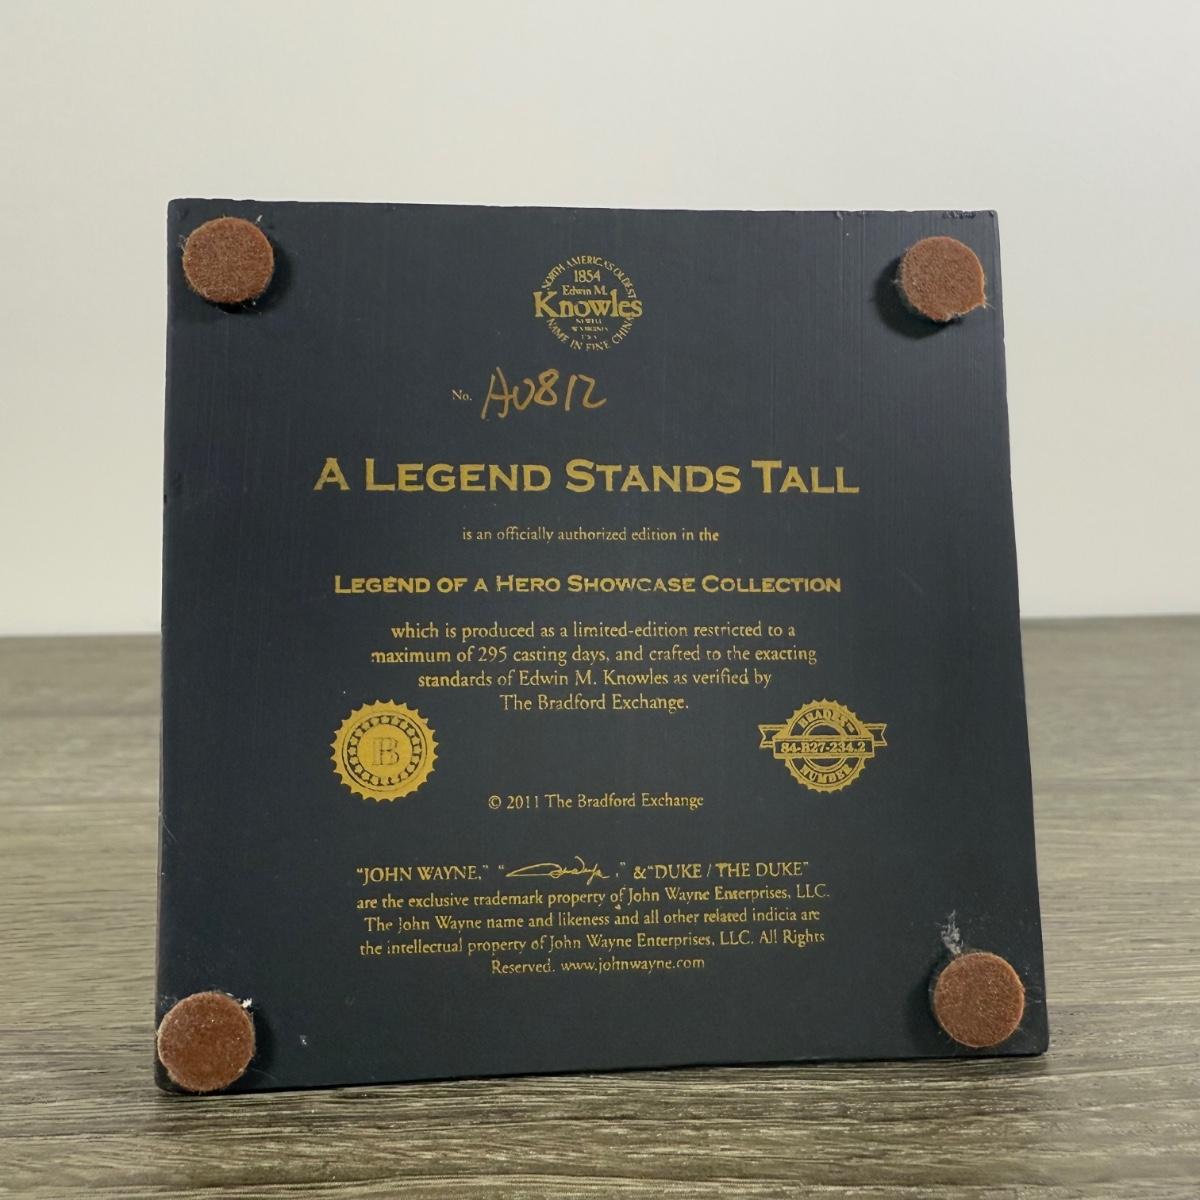 NORTH AMERICA'S OLDEST
1854
Edwin M.
Knowles
NEWELL
W. VIRGINIA
USA
NAME IN FINE CHINA
No. A0812
A LEGEND STANDS TALL
is an officially authorized edition in the
LEGEND OF A HERO SHOWCASE COLLECTION
which is produced as a limited-edition restricted to a
maximum of 295 casting days, and crafted to the exacting
standards of Edwin M. Knowles as verified by
The Bradford Exchange.
B
BRADEX
84-B27-234.2
NUMBER
© 2011 The Bradford Exchange
"JOHN WAYNE," " ," & "DUKE / THE DUKE"
are the exclusive trademark property of John Wayne Enterprises, LLC.
The John Wayne name and likeness and all other related indicia are
the intellectual property of John Wayne Enterprises, LLC. All Rights
Reserved. www.johnwayne.com